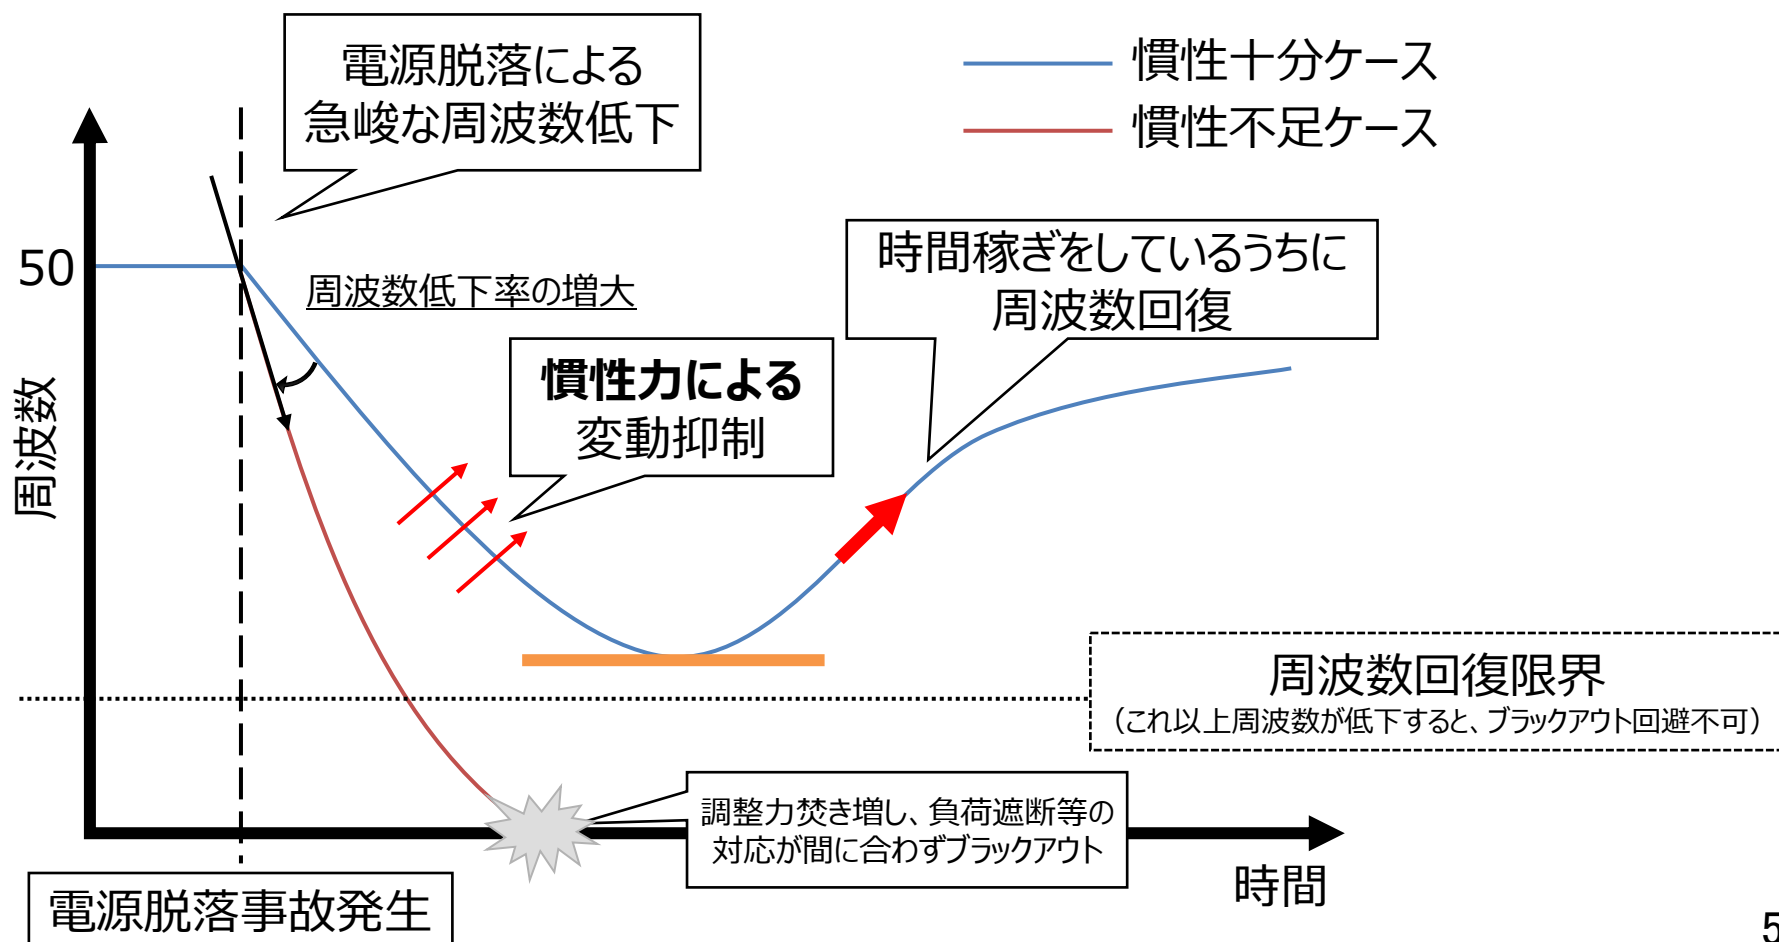 電源脱落による
急峻な周波数低下
慣性十分ケース
慣性不足ケース
50
周波数低下率の増大
時間稼ぎをしているうちに
周波数回復
慣性力による
変動抑制
周波数
周波数回復限界
（これ以上周波数が低下すると、ブラックアウト回避不可）
調整力焚き増し、負荷遮断等の
対応が間に合わずブラックアウト
時間
電源脱落事故発生
5